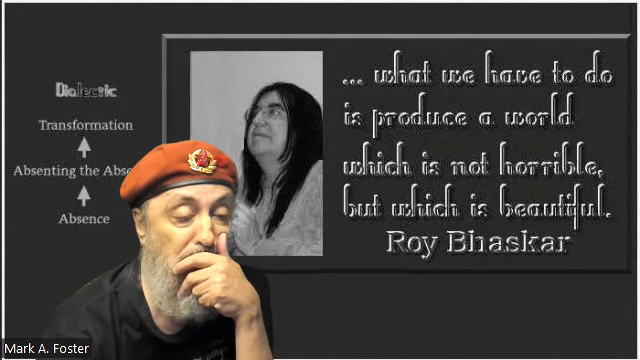 Dialectic
Transformation
Absenting the Abse
Absence
... what we have to do
is produce a world
which is not horrible,
but which is beautiful.
Roy Bhaskar
Mark A. Foster